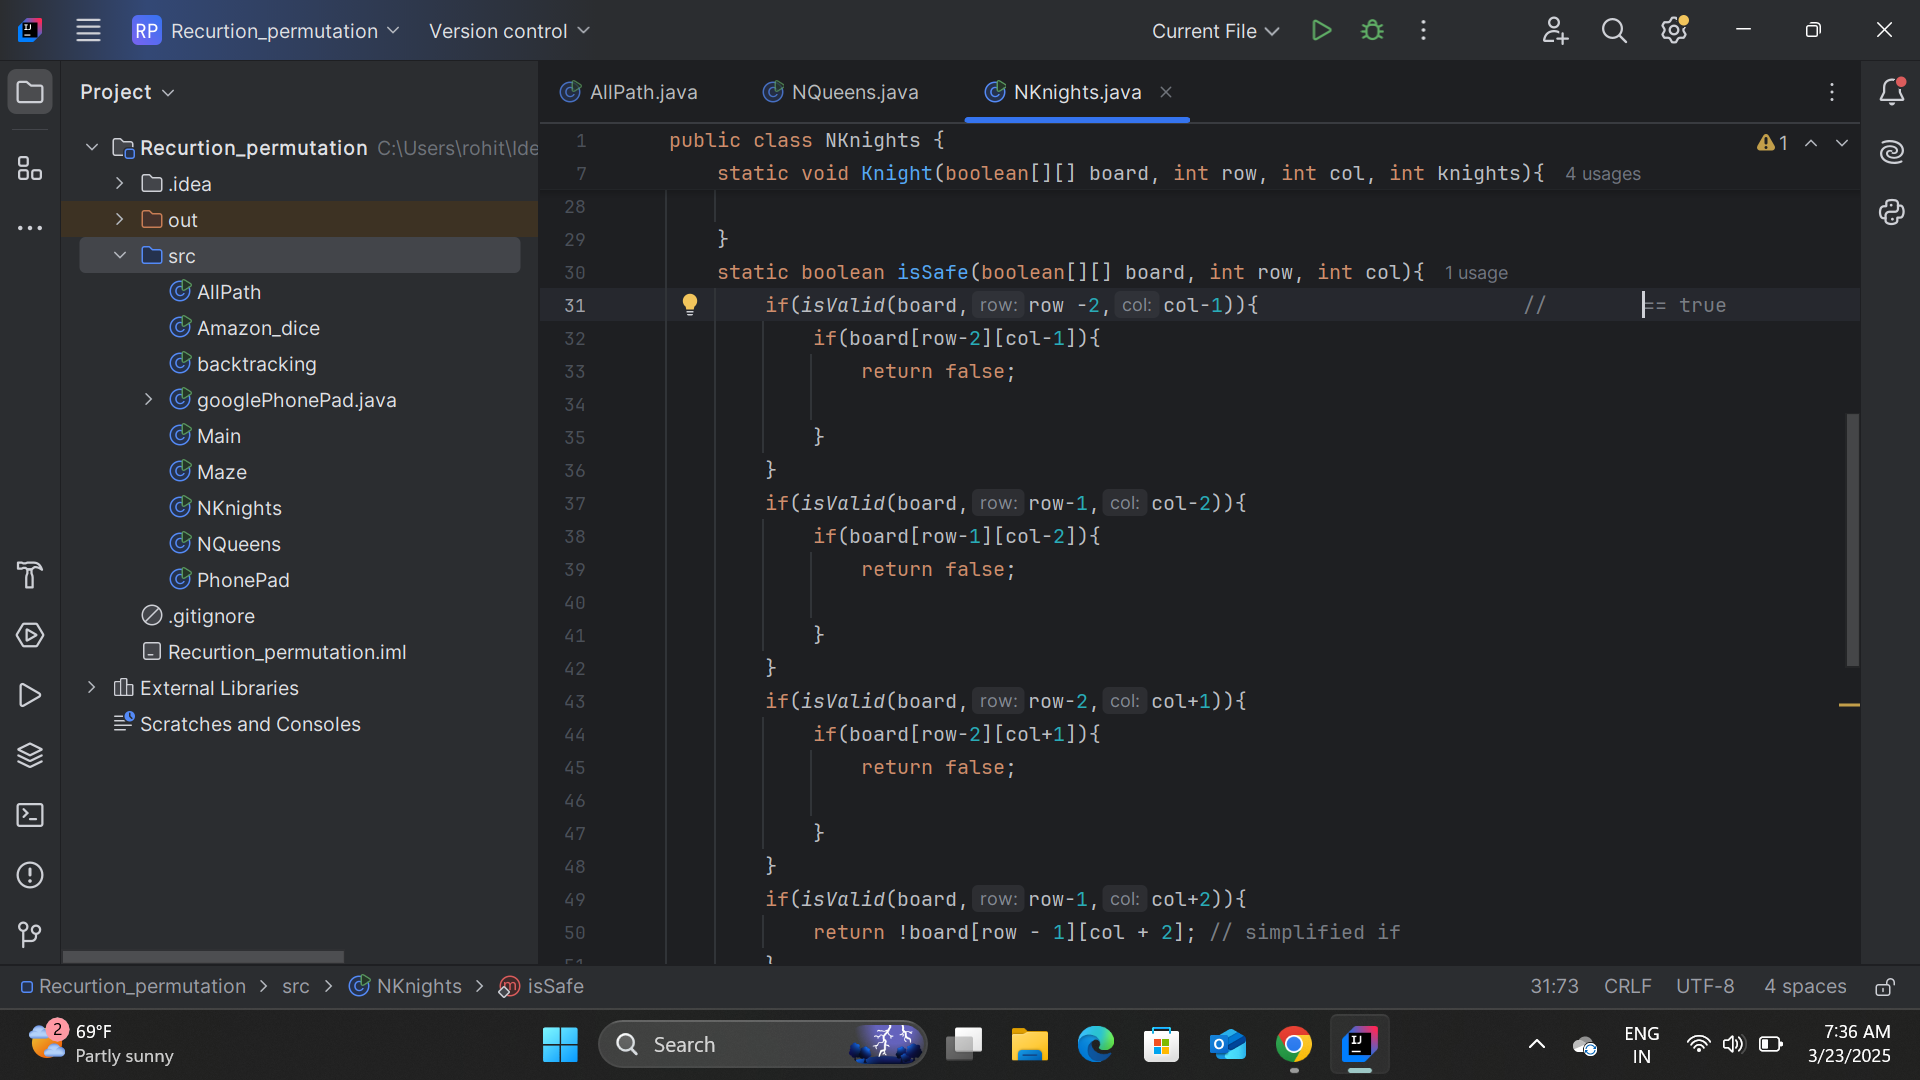 RP Recurtion_permutation Version control Current File
Project
AllPath.java NQueens.java NKnights.java
Recurtion_permutation C:\Users\rohit\Ide
.idea
out
src
AllPath
Amazon_dice
backtracking
googlePhonePad.java
Main
Maze
NKnights
NQueens
PhonePad
.gitignore
Recurtion_permutation.iml
External Libraries
Scratches and Consoles
1 public class NKnights { 1
7 static void Knight(boolean[][] board, int row, int col, int knights){ 4 usages
28
29 }
30 static boolean isSafe(boolean[][] board, int row, int col){ 1 usage
31 if(isValid(board, row: row -2, col: col-1)){ // == true
32 if(board[row-2][col-1]){
33 return false;
34
35 }
36 }
37 if(isValid(board, row: row-1, col: col-2)){
38 if(board[row-1][col-2]){
39 return false;
40
41 }
42 }
43 if(isValid(board, row: row-2, col: col+1)){
44 if(board[row-2][col+1]){
45 return false;
46
47 }
48 }
49 if(isValid(board, row: row-1, col: col+2)){
50 return !board[row - 1][col + 2]; // simplified if
51 }
Recurtion_permutation > src > NKnights > isSafe 31:73 CRLF UTF-8 4 spaces
2 69°F
Partly sunny
Search
ENG
IN
7:36 AM
3/23/2025